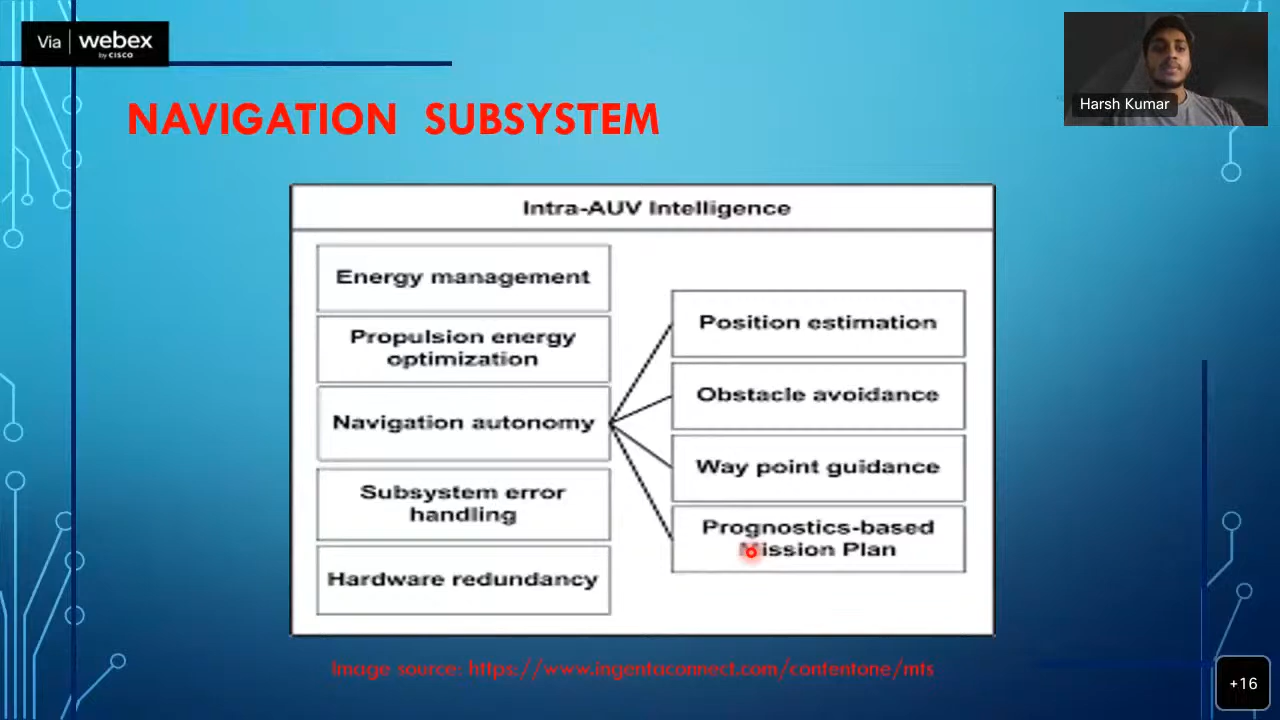 Via webex
by CISCO
Harsh Kumar
NAVIGATION SUBSYSTEM
Intra-AUV Intelligence
Energy management
Propulsion energy
optimization
Navigation autonomy
Subsystem error
handling
Hardware redundancy
Position estimation
Obstacle avoidance
Way point guidance
Prognostics-based
Mission Plan
Image source: https://www.ingentaconnect.com/contentone/mts
+16